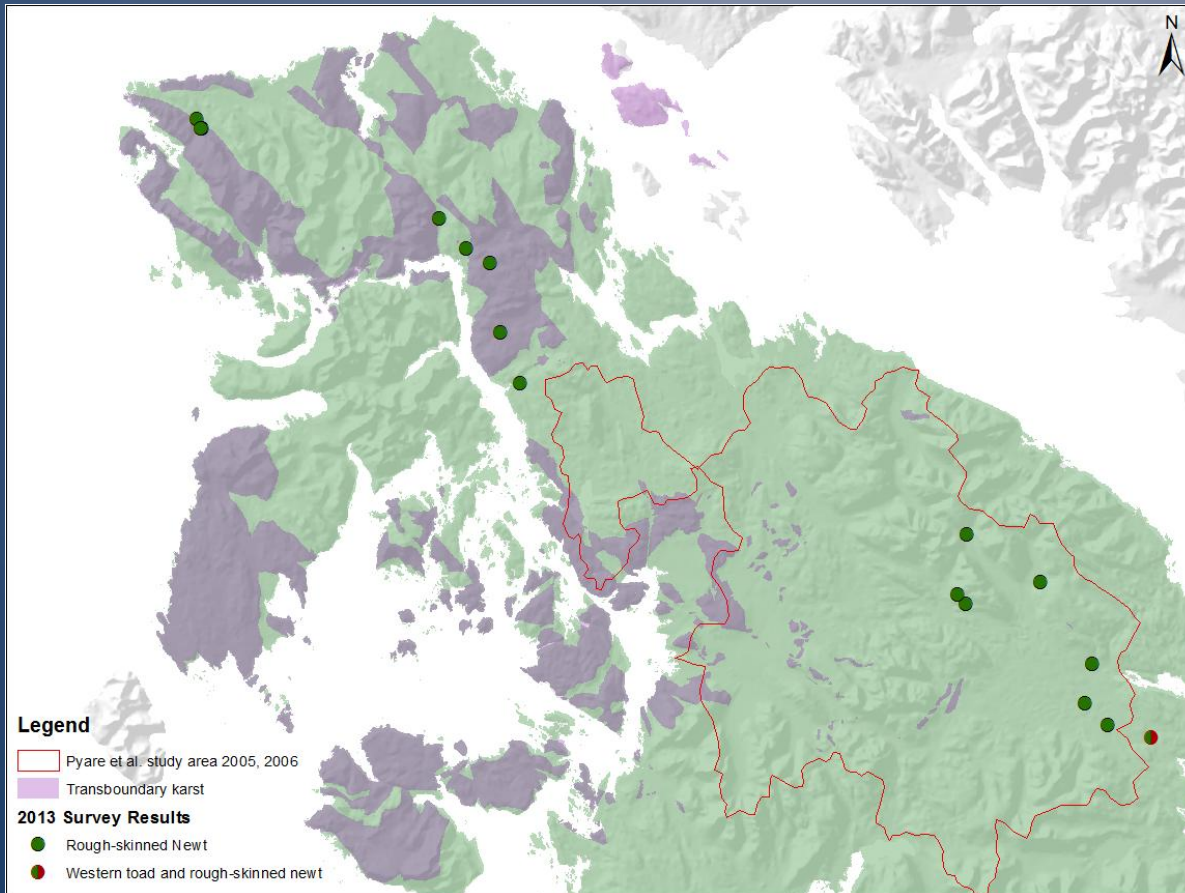 N
Legend
Pyare et al. study area 2005, 2006
Transboundary karst
2013 Survey Results
Rough-skinned Newt
Western toad and rough-skinned newt